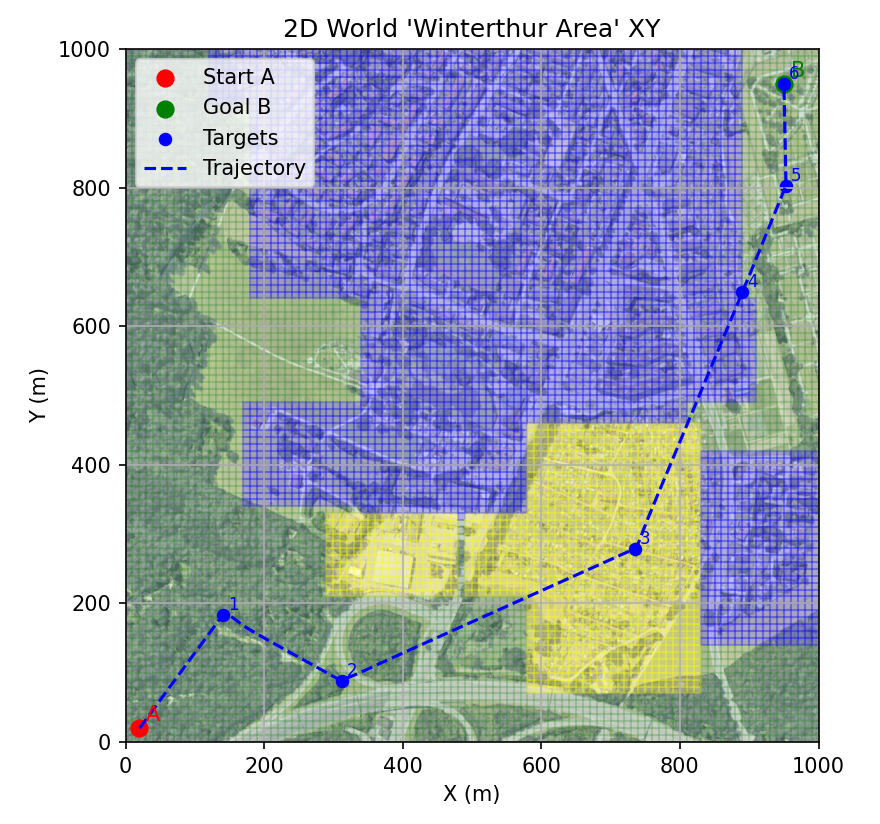 2D World 'Winterthur Area' XY
Start A
Goal B
Targets
Trajectory
1000
800
600
400
200
0
Y (m)
0
200
400
600
800
1000
X (m)
A
1
2
3
4
5
6
B